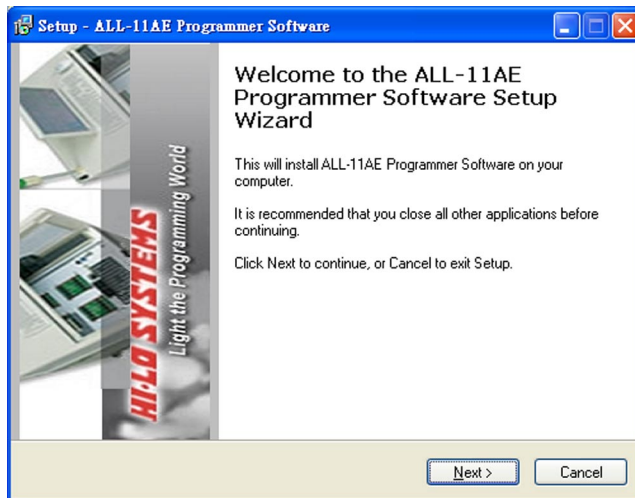 Setup - ALL-11AE Programmer Software
Welcome to the ALL-11AE
Programmer Software Setup
Wizard
This will install ALL-11AE Programmer Software on your
computer.
It is recommended that you close all other applications before
continuing.
Click Next to continue, or Cancel to exit Setup.
HI-LO SYSTEMS
Light the Programming World
Next >
Cancel